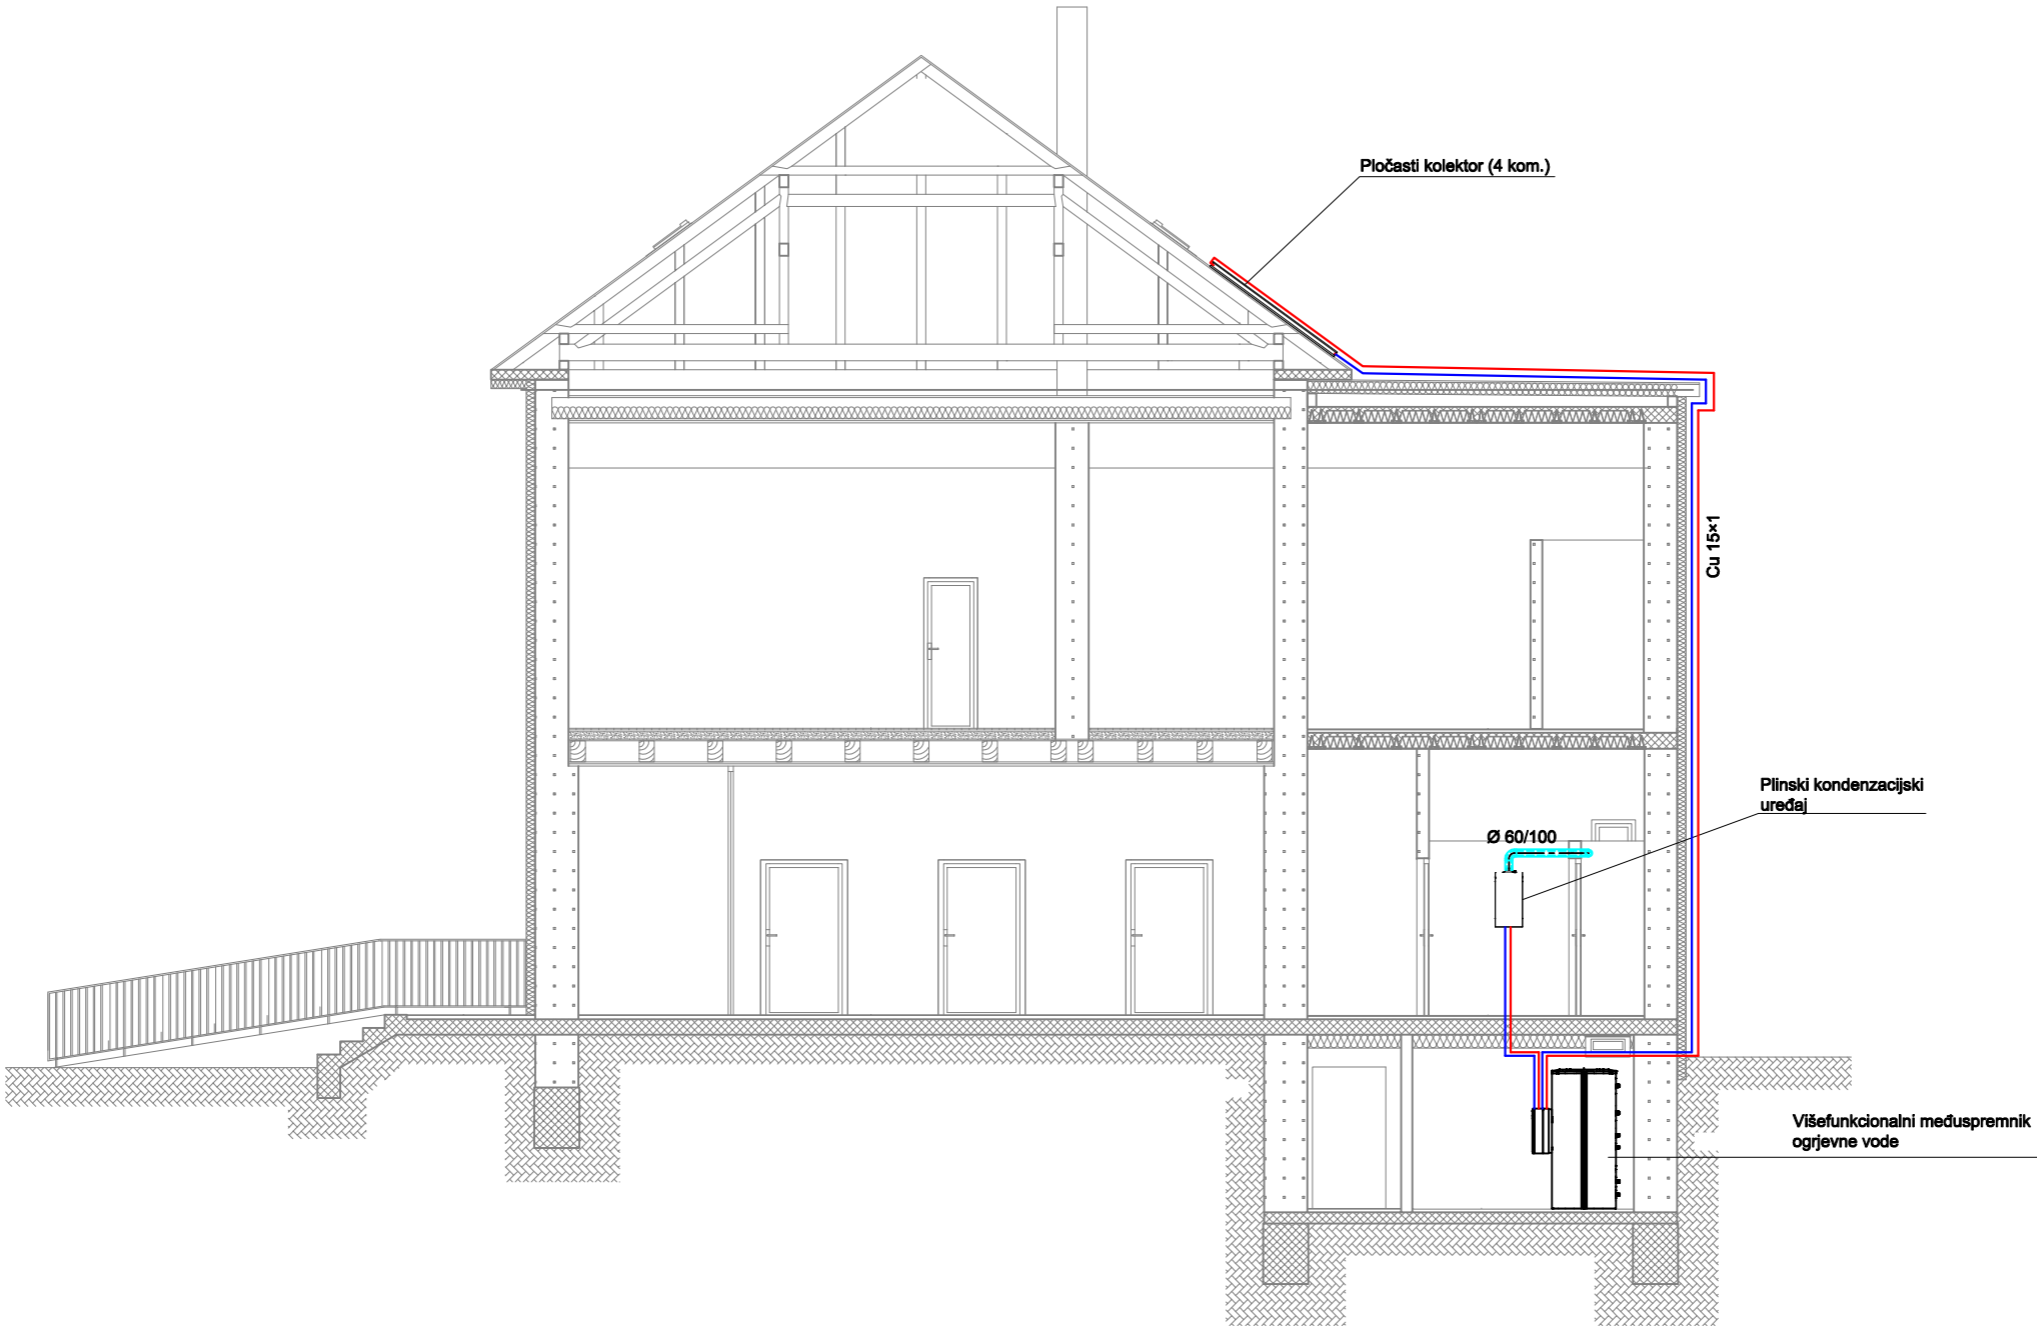 Pločasti kolektor (4 kom.)
Cu 15×1
Plinski kondenzacijski
uređaj
Ø 60/100
Višefunkcionalni međuspremnik
ogrjevne vode